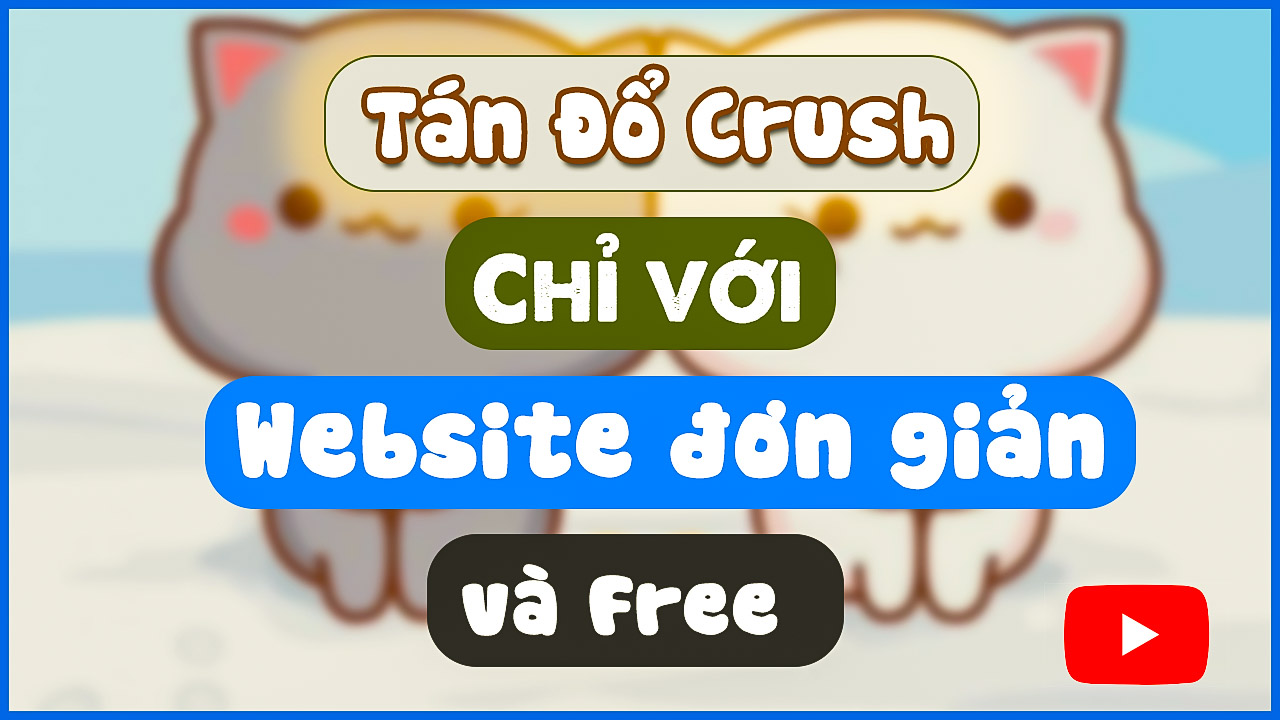 Tán Đổ Crush
CHỈ VỚI
Website đơn giản
và Free